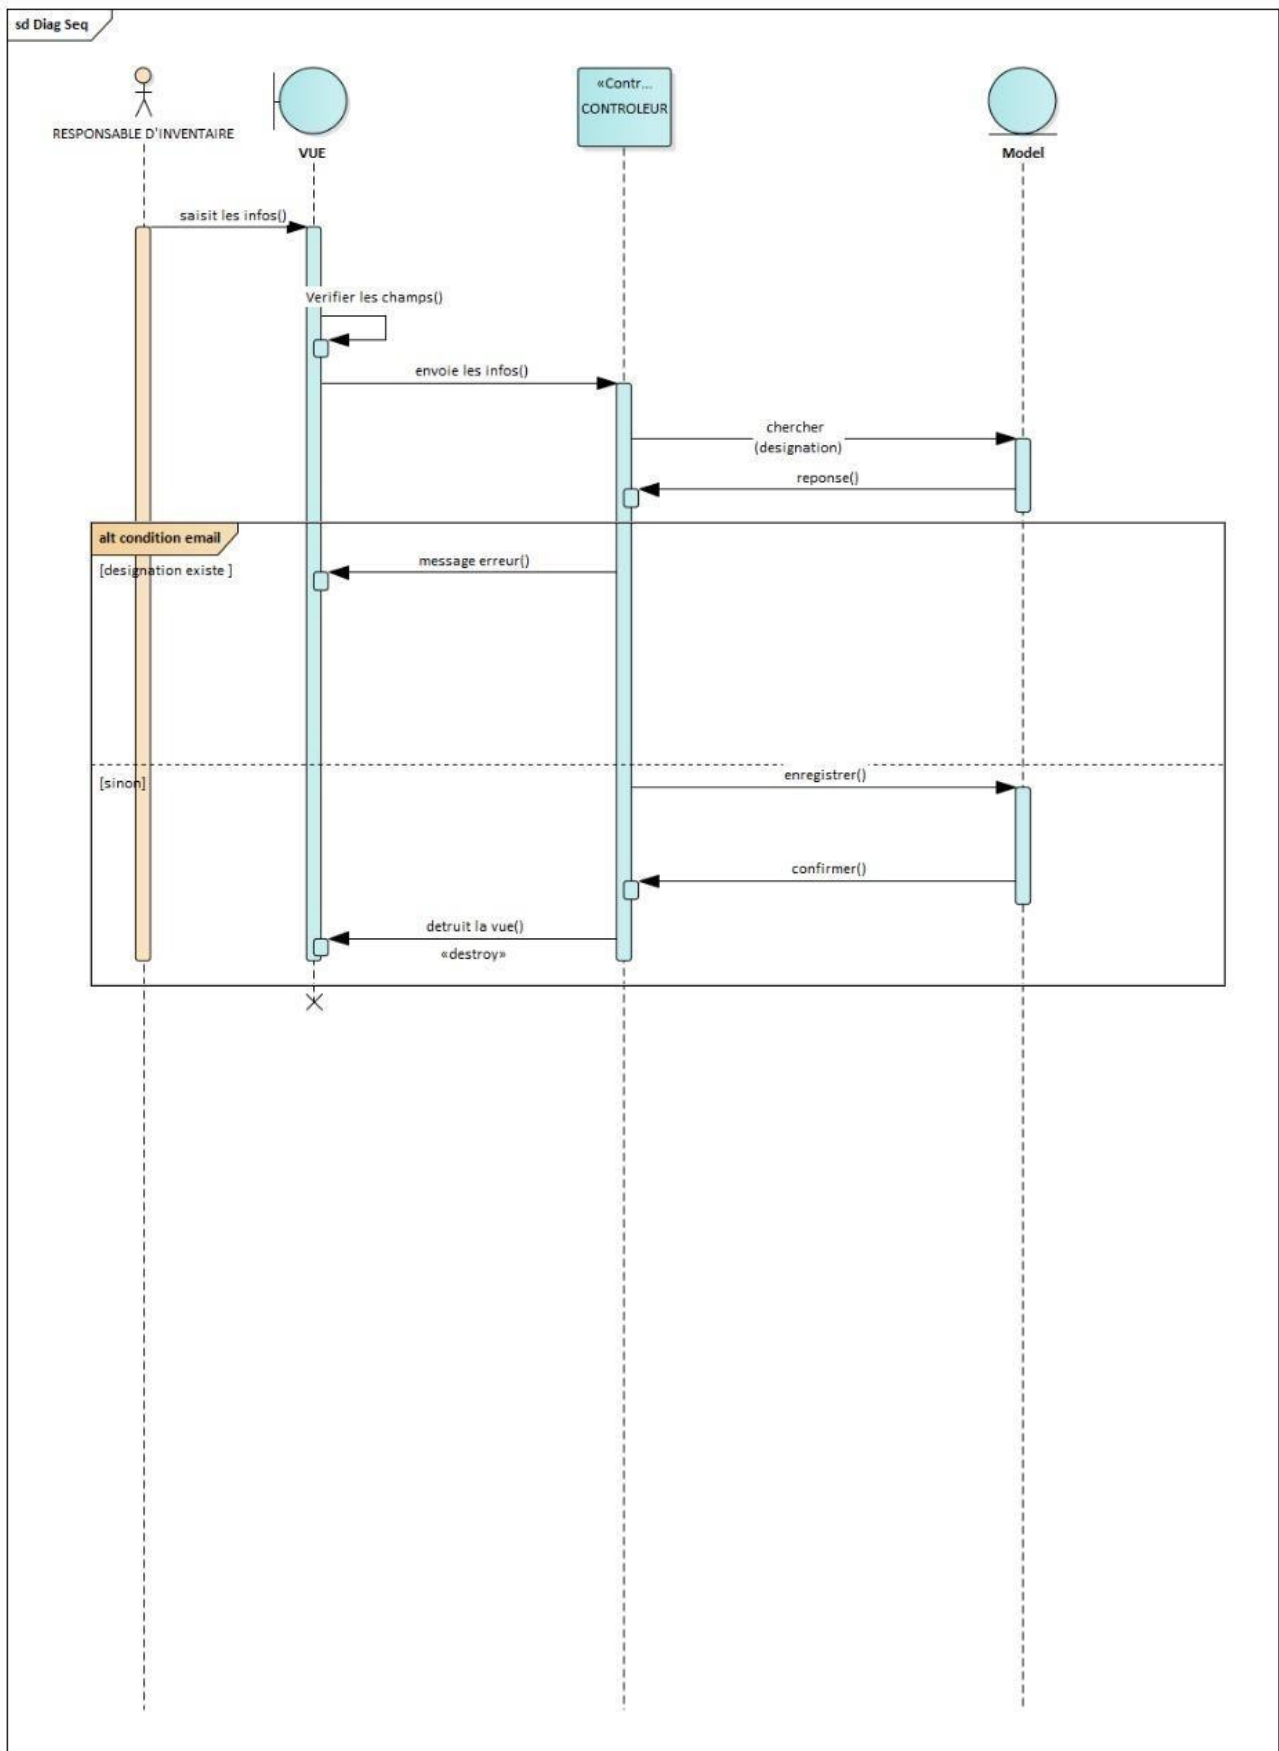 sd Diag Seq
«Contr...
CONTROLEUR
RESPONSABLE D'INVENTAIRE
VUE
Model
saisit les infos()
Verifier les champs()
envoie les infos()
chercher
(designation)
reponse()
alt condition email
[designation existe ]
message erreur()
[sinon]
enregistrer()
confirmer()
detruit la vue()
«destroy»